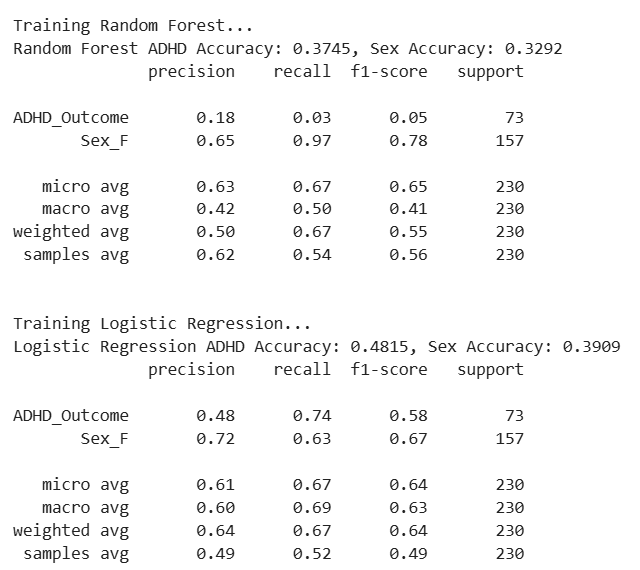 Training Random Forest...
Random Forest ADHD Accuracy: 0.3745, Sex Accuracy: 0.3292
precision recall f1-score support
ADHD_Outcome 0.18 0.03 0.05 73
Sex_F 0.65 0.97 0.78 157
micro avg 0.63 0.67 0.65 230
macro avg 0.42 0.50 0.41 230
weighted avg 0.50 0.67 0.55 230
samples avg 0.62 0.54 0.56 230
Training Logistic Regression...
Logistic Regression ADHD Accuracy: 0.4815, Sex Accuracy: 0.3909
precision recall f1-score support
ADHD_Outcome 0.48 0.74 0.58 73
Sex_F 0.72 0.63 0.67 157
micro avg 0.61 0.67 0.64 230
macro avg 0.60 0.69 0.63 230
weighted avg 0.64 0.67 0.64 230
samples avg 0.49 0.52 0.49 230